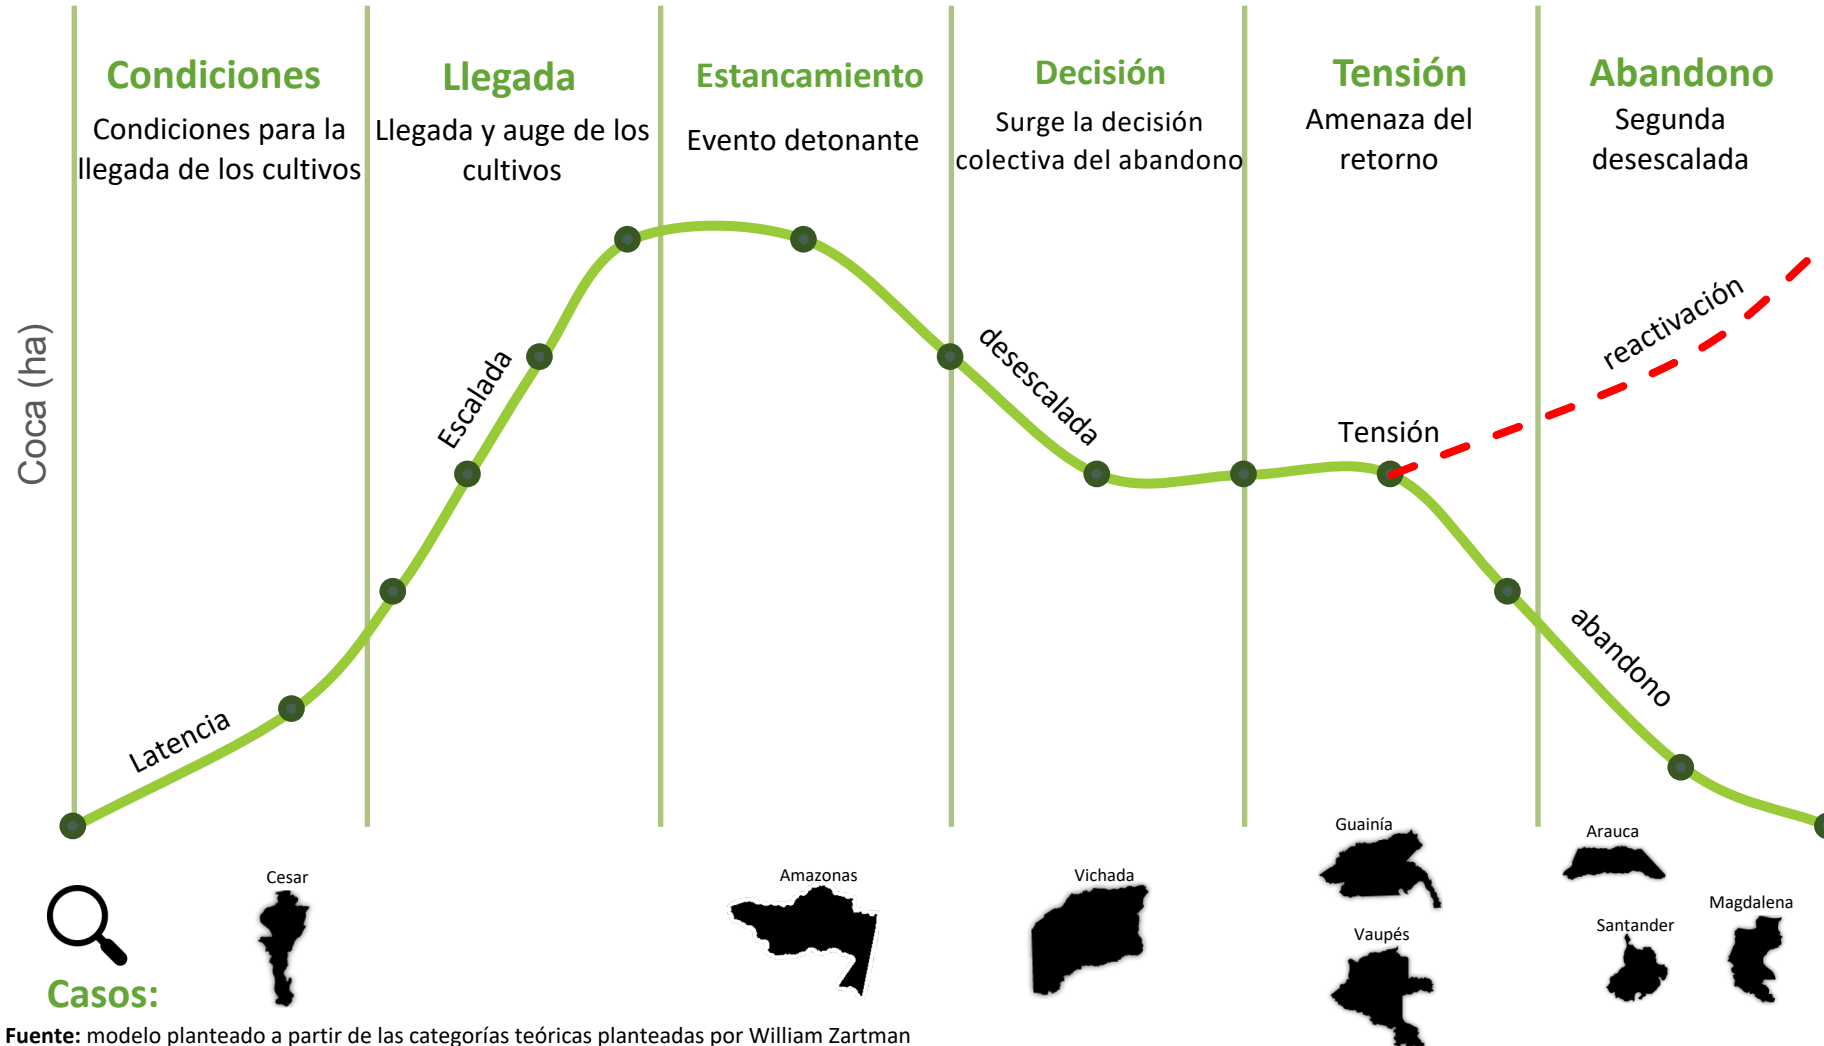 Condiciones
Condiciones para la
llegada de los cultivos
Llegada
Llegada y auge de los
cultivos
Estancamiento
Evento detonante
Decisión
Surge la decisión
colectiva del abandono
Tensión
Amenaza del
retorno
Abandono
Segunda
desescalada
Coca (ha)
Latencia
Escalada
desescalada
Tensión
reactivación
abandono
Casos:
Cesar
Amazonas
Vichada
Guainía
Vaupés
Arauca
Santander
Magdalena
Fuente: modelo planteado a partir de las categorías teóricas planteadas por William Zartman